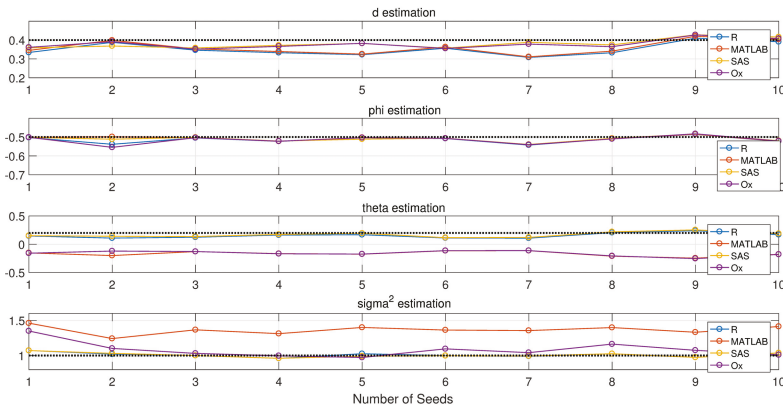 d estimation
0.4
0.3
0.2
1 2 3 4 5 6 7 8 9 10
R
MATLAB
SAS
Ox
phi estimation
-0.5
-0.6
-0.7
1 2 3 4 5 6 7 8 9 10
R
MATLAB
SAS
Ox
theta estimation
0.5
0
-0.5
1 2 3 4 5 6 7 8 9 10
R
MATLAB
SAS
Ox
sigma² estimation
1.5
1
1 2 3 4 5 6 7 8 9 10
R
MATLAB
SAS
Ox
Number of Seeds